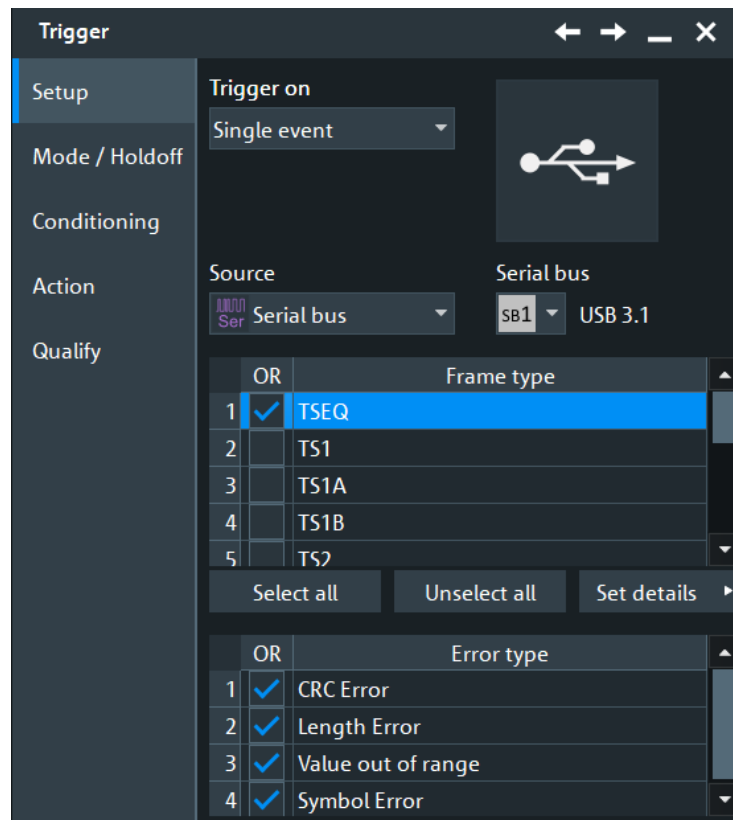 Trigger
Setup
Mode / Holdoff
Conditioning
Action
Qualify
Trigger on
Single event
Source
Serial bus
Ser Serial bus
SB1 USB 3.1
OR Frame type
1 TSEQ
2 TS1
3 TS1A
4 TS1B
5 TS2
Select all Unselect all Set details
OR Error type
1 CRC Error
2 Length Error
3 Value out of range
4 Symbol Error